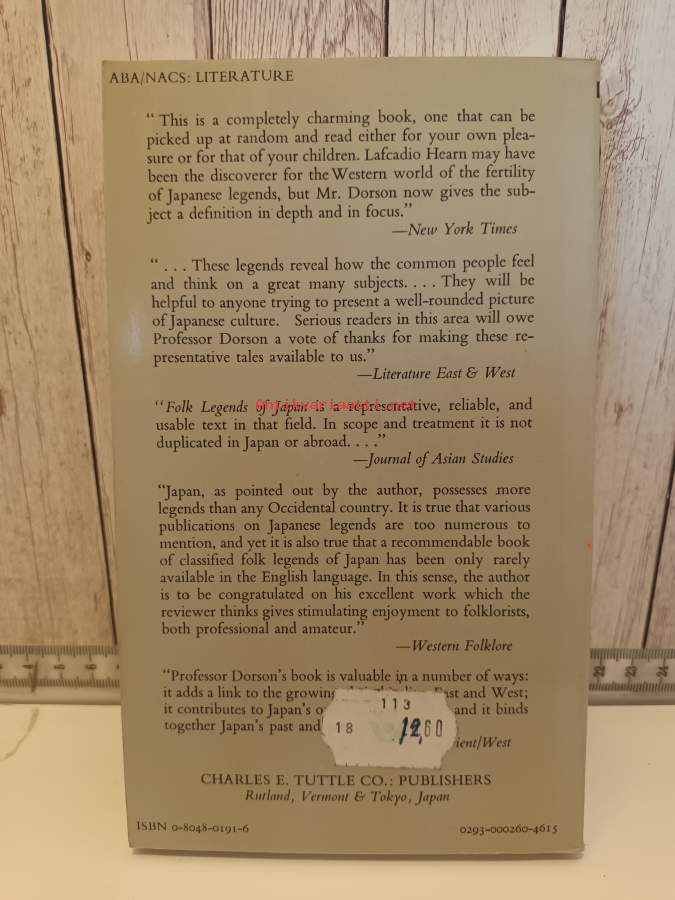 ABA/NACS: LITERATURE
“ This is a completely charming book, one that can be
picked up at random and read either for your own plea-
sure or for that of your children. Lafcadio Hearn may have
been the discoverer for the Western world of the fertility
of Japanese legends, but Mr. Dorson now gives the sub-
ject a definition in depth and in focus.”
—New York Times
“ . . . These legends reveal how the common people feel
and think on a great many subjects. . . . They will be
helpful to anyone trying to present a well-rounded picture
of Japanese culture. Serious readers in this area will owe
Professor Dorson a vote of thanks for making these re-
presentative tales available to us.”
—Literature East & West
“Folk Legends of Japan is a representative, reliable, and
Antikvariaatti.net
usable text in that field. In scope and treatment it is not
duplicated in Japan or abroad. . . .”
—Journal of Asian Studies
“Japan, as pointed out by the author, possesses more
legends than any Occidental country. It is true that various
publications on Japanese legends are too numerous to
mention, and yet it is also true that a recommendable book
of classified folk legends of Japan has been only rarely
available in the English language. In this sense, the author
is to be congratulated on his excellent work which the
reviewer thinks gives stimulating enjoyment to folklorists,
both professional and amateur.”
—Western Folklore
“Professor Dorson's book is valuable in a number of ways:
it adds a link to the growing East and West;
it contributes to Japan's and it binds
together Japan's past and
113
18 12,60
ient/West
CHARLES E. TUTTLE CO.: PUBLISHERS
Rutland, Vermont & Tokyo, Japan
ISBN 0-8048-0191-6 0293-000260-4615
22 23 24